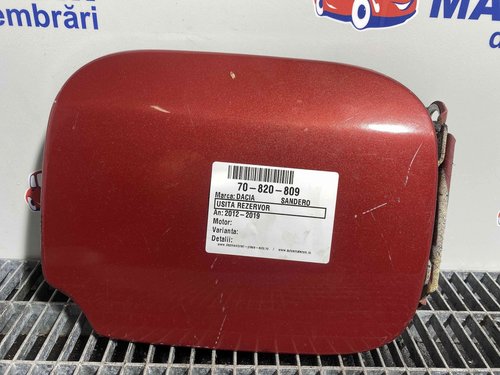 embrări
MA
d
70-820-809
Marca: DACIA SANDERO
USITA REZERVOR
An: 2012-2019
Motor:
Varianta:
Detalii: